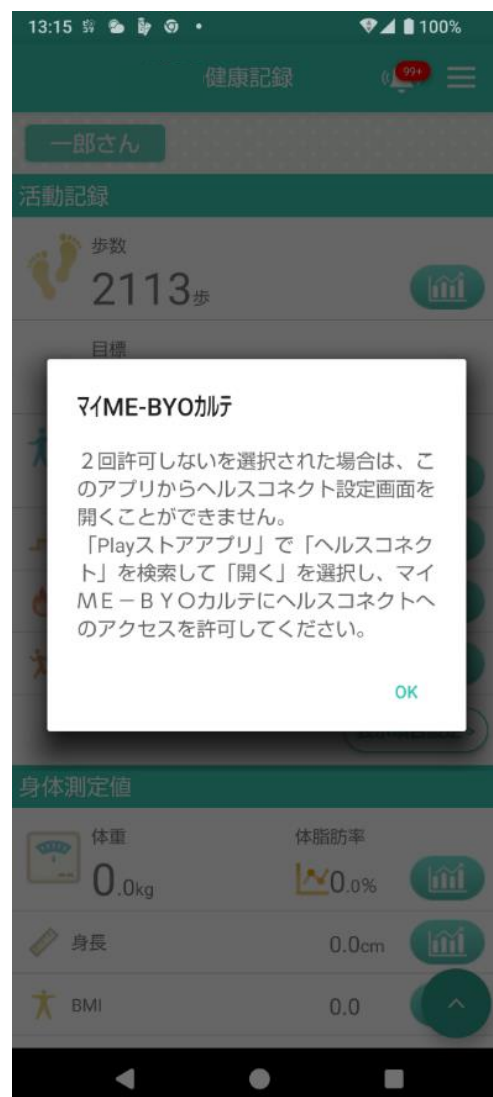 13:15
100%
健康記録
99+
一郎さん
活動記録
歩数
2113歩
目標
マイME-BYOカルテ
２回許可しないを選択された場合は、こ
のアプリからヘルスコネクト設定画面を
開くことができません。
「Playストアアプリ」で「ヘルスコネク
ト」を検索して「開く」を選択し、マイ
ＭＥ－ＢＹＯカルテにヘルスコネクトへ
のアクセスを許可してください。
OK
身体測定値
体重
体脂肪率
0.0kg
0.0%
身長
0.0cm
BMI
0.0